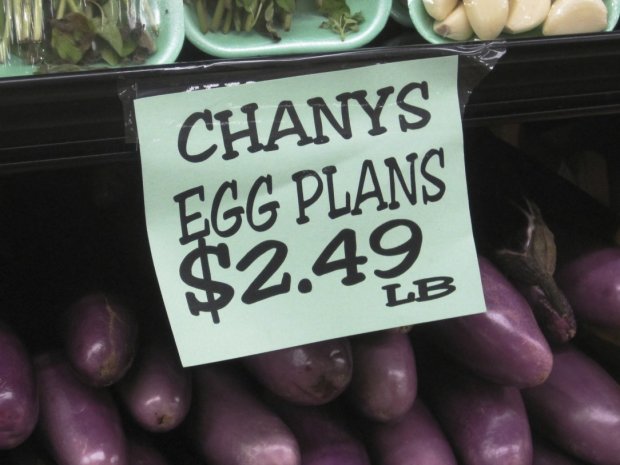 CHANYS
EGG PLANS
$2.49
LB